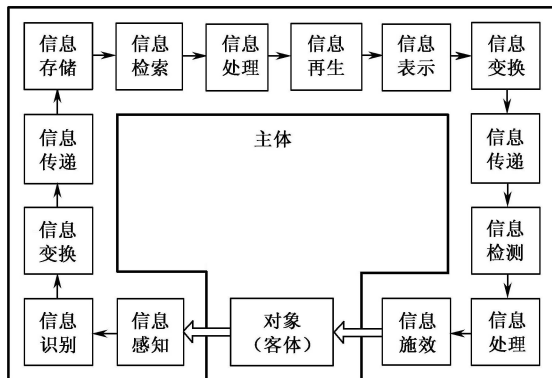 信息
存储
信息
检索
信息
处理
信息
再生
信息
表示
信息
变换
信息
传递
主体
信息
传递
信息
变换
信息
检测
信息
识别
信息
感知
对象
（客体）
信息
施效
信息
处理